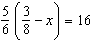 5/6 (3/8 − x) = 16